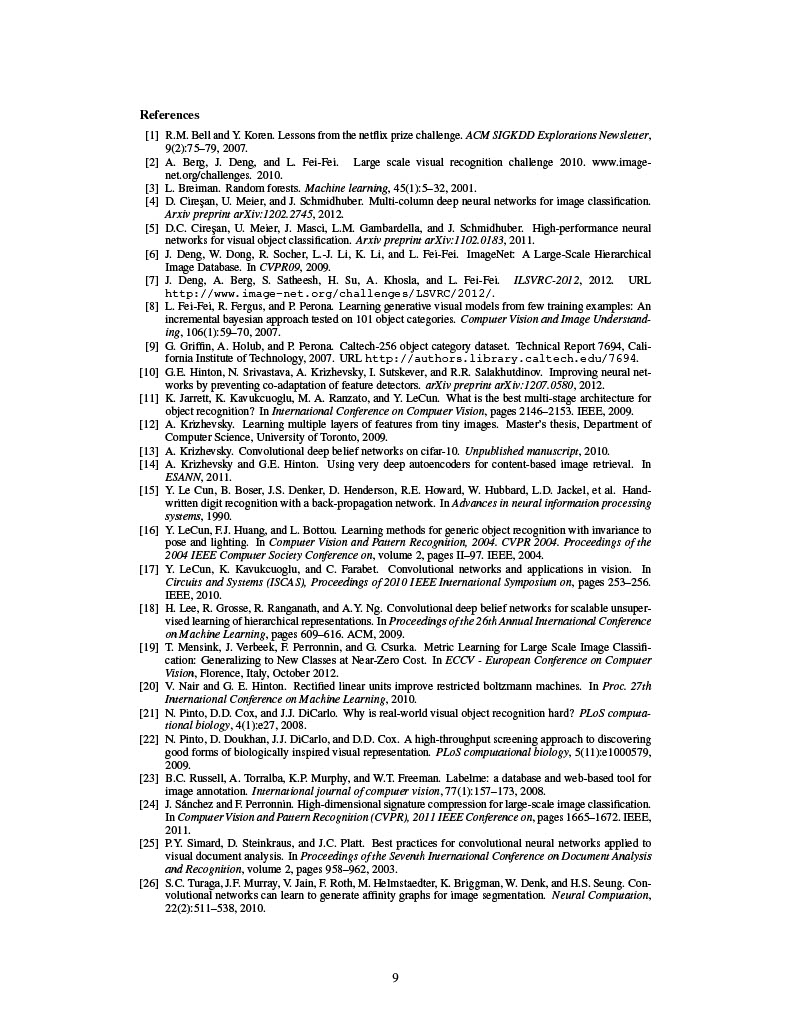 References
[1] R.M. Bell and Y. Koren. Lessons from the netflix prize challenge. ACM SIGKDD Explorations Newsletter,
9(2):75–79, 2007.
[2] A. Berg, J. Deng, and L. Fei-Fei. Large scale visual recognition challenge 2010. www.image-
net.org/challenges. 2010.
[3] L. Breiman. Random forests. Machine learning, 45(1):5–32, 2001.
[4] D. Cireşan, U. Meier, and J. Schmidhuber. Multi-column deep neural networks for image classification.
Arxiv preprint arXiv:1202.2745, 2012.
[5] D.C. Cireşan, U. Meier, J. Masci, L.M. Gambardella, and J. Schmidhuber. High-performance neural
networks for visual object classification. Arxiv preprint arXiv:1102.0183, 2011.
[6] J. Deng, W. Dong, R. Socher, L.-J. Li, K. Li, and L. Fei-Fei. ImageNet: A Large-Scale Hierarchical
Image Database. In CVPR09, 2009.
[7] J. Deng, A. Berg, S. Satheesh, H. Su, A. Khosla, and L. Fei-Fei. ILSVRC-2012, 2012. URL
http://www.image-net.org/challenges/LSVRC/2012/.
[8] L. Fei-Fei, R. Fergus, and P. Perona. Learning generative visual models from few training examples: An
incremental bayesian approach tested on 101 object categories. Computer Vision and Image Understand-
ing, 106(1):59–70, 2007.
[9] G. Griffin, A. Holub, and P. Perona. Caltech-256 object category dataset. Technical Report 7694, Cali-
fornia Institute of Technology, 2007. URL http://authors.library.caltech.edu/7694.
[10] G.E. Hinton, N. Srivastava, A. Krizhevsky, I. Sutskever, and R.R. Salakhutdinov. Improving neural net-
works by preventing co-adaptation of feature detectors. arXiv preprint arXiv:1207.0580, 2012.
[11] K. Jarrett, K. Kavukcuoglu, M. A. Ranzato, and Y. LeCun. What is the best multi-stage architecture for
object recognition? In International Conference on Computer Vision, pages 2146–2153. IEEE, 2009.
[12] A. Krizhevsky. Learning multiple layers of features from tiny images. Master's thesis, Department of
Computer Science, University of Toronto, 2009.
[13] A. Krizhevsky. Convolutional deep belief networks on cifar-10. Unpublished manuscript, 2010.
[14] A. Krizhevsky and G.E. Hinton. Using very deep autoencoders for content-based image retrieval. In
ESANN, 2011.
[15] Y. Le Cun, B. Boser, J.S. Denker, D. Henderson, R.E. Howard, W. Hubbard, L.D. Jackel, et al. Hand-
written digit recognition with a back-propagation network. In Advances in neural information processing
systems, 1990.
[16] Y. LeCun, F.J. Huang, and L. Bottou. Learning methods for generic object recognition with invariance to
pose and lighting. In Computer Vision and Pattern Recognition, 2004. CVPR 2004. Proceedings of the
2004 IEEE Computer Society Conference on, volume 2, pages II–97. IEEE, 2004.
[17] Y. LeCun, K. Kavukcuoglu, and C. Farabet. Convolutional networks and applications in vision. In
Circuits and Systems (ISCAS), Proceedings of 2010 IEEE International Symposium on, pages 253–256.
IEEE, 2010.
[18] H. Lee, R. Grosse, R. Ranganath, and A.Y. Ng. Convolutional deep belief networks for scalable unsuper-
vised learning of hierarchical representations. In Proceedings of the 26th Annual International Conference
on Machine Learning, pages 609–616. ACM, 2009.
[19] T. Mensink, J. Verbeek, F. Perronnin, and G. Csurka. Metric Learning for Large Scale Image Classifi-
cation: Generalizing to New Classes at Near-Zero Cost. In ECCV - European Conference on Computer
Vision, Florence, Italy, October 2012.
[20] V. Nair and G. E. Hinton. Rectified linear units improve restricted boltzmann machines. In Proc. 27th
International Conference on Machine Learning, 2010.
[21] N. Pinto, D.D. Cox, and J.J. DiCarlo. Why is real-world visual object recognition hard? PLoS computa-
tional biology, 4(1):e27, 2008.
[22] N. Pinto, D. Doukhan, J.J. DiCarlo, and D.D. Cox. A high-throughput screening approach to discovering
good forms of biologically inspired visual representation. PLoS computational biology, 5(11):e1000579,
2009.
[23] B.C. Russell, A. Torralba, K.P. Murphy, and W.T. Freeman. Labelme: a database and web-based tool for
image annotation. International journal of computer vision, 77(1):157–173, 2008.
[24] J. Sánchez and F. Perronnin. High-dimensional signature compression for large-scale image classification.
In Computer Vision and Pattern Recognition (CVPR), 2011 IEEE Conference on, pages 1665–1672. IEEE,
2011.
[25] P.Y. Simard, D. Steinkraus, and J.C. Platt. Best practices for convolutional neural networks applied to
visual document analysis. In Proceedings of the Seventh International Conference on Document Analysis
and Recognition, volume 2, pages 958–962, 2003.
[26] S.C. Turaga, J.F. Murray, V. Jain, F. Roth, M. Helmstaedter, K. Briggman, W. Denk, and H.S. Seung. Con-
volutional networks can learn to generate affinity graphs for image segmentation. Neural Computation,
22(2):511–538, 2010.
9